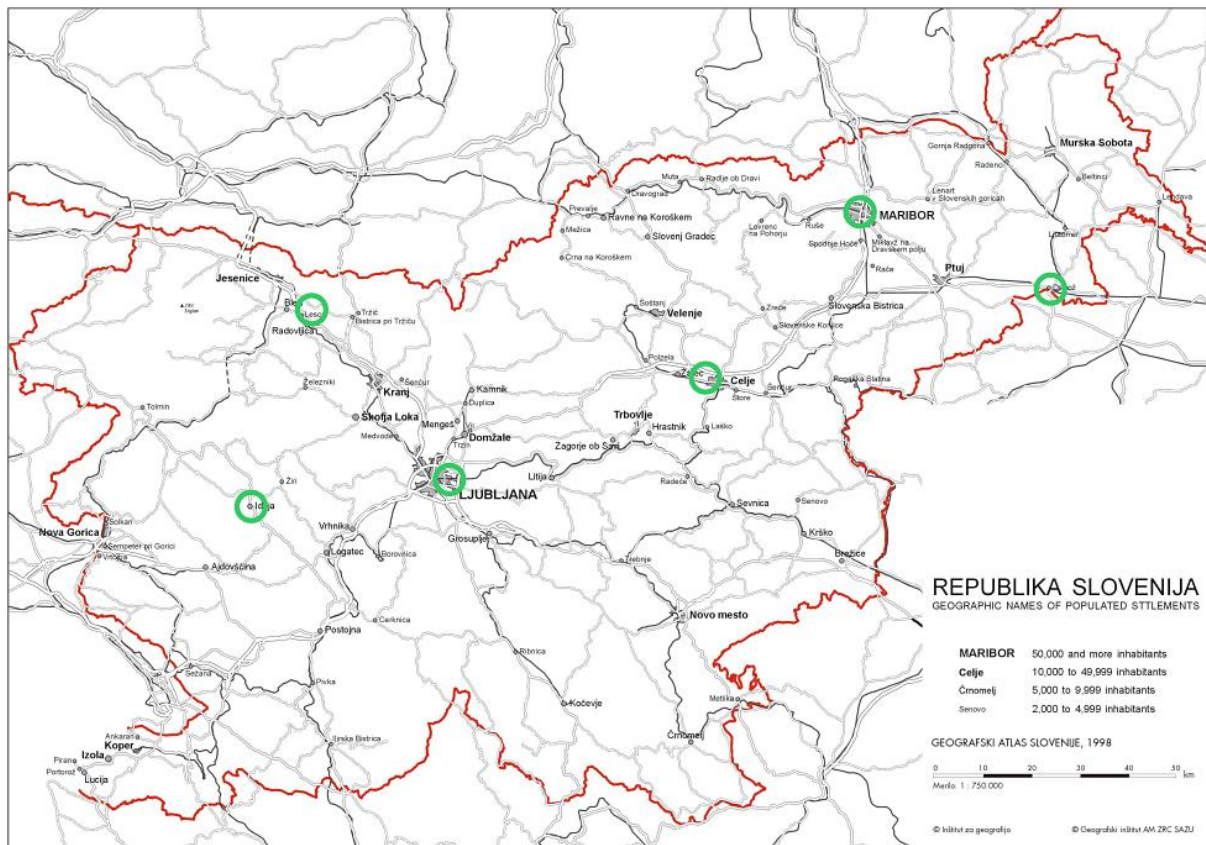 Murska Sobota
Gornja Radgona
Radenci
Beltinci
Lendava
Ljutomer
Muta
Radlje ob Dravi
Dravograd
Prevalje
Ravne na Koroškem
Mežica
Slovenj Gradec
Črna na Koroškem
Lovrenc
na Pohorju
Ruše
MARIBOR
Lenart
v Slovenskih goricah
Spodnje Hoče
Miklavž na
Dravskem polju
Rače
Ptuj
Jesenice
Radovljica
Tržič
Bistrica pri Tržiču
Šoštanj
Velenje
Zreče
Slovenska Bistrica
Slovenske Konjice
Polzela
Žalec
Celje
Store
Šentjur
Rogaška Slatina
Železniki
Šenčur
Kranj
Kamnik
Duplica
Tolmin
Škofja Loka
Mengeš
Domžale
Trzin
Medvode
Trbovlje
Hrastnik
Zagorje ob Savi
Laško
Žiri
LJUBLJANA
Litija
Radeče
Sevnica
Senovo
Idrija
Solkan
Nova Gorica
Šempeter pri Gorici
Vrtojba
Vrhnika
Logatec
Borovnica
Grosuplje
Trebnje
Krško
Brežice
Ajdovščina
Novo mesto
Postojna
Cerknica
Ribnica
Pivka
Sežana
Kočevje
Metlika
Črnomelj
Ilirska Bistrica
Ankaran
Koper
Izola
Piran
Portorož
Lucija
REPUBLIKA SLOVENIJA
GEOGRAPHIC NAMES OF POPULATED STTLEMENTS
MARIBOR 50,000 and more inhabitants
Celje 10,000 to 49,999 inhabitants
Črnomelj 5,000 to 9,999 inhabitants
Senovo 2,000 to 4,999 inhabitants
GEOGRAFSKI ATLAS SLOVENIJE, 1998
0 10 20 30 40 50 km
Merilo: 1 : 750.000
© Inštitut za geografijo © Geografski inštitut AM ZRC SAZU